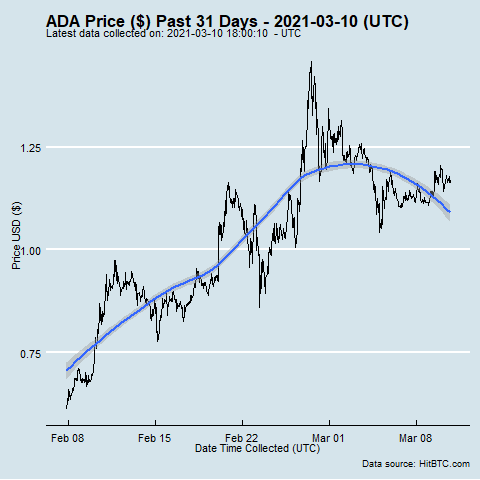 ADA Price ($) Past 31 Days - 2021-03-10 (UTC)
Latest data collected on: 2021-03-10 18:00:10 - UTC
1.25
1.00
0.75
Price USD ($)
Feb 08 Feb 15 Feb 22 Mar 01 Mar 08
Date Time Collected (UTC)
Data source: HitBTC.com